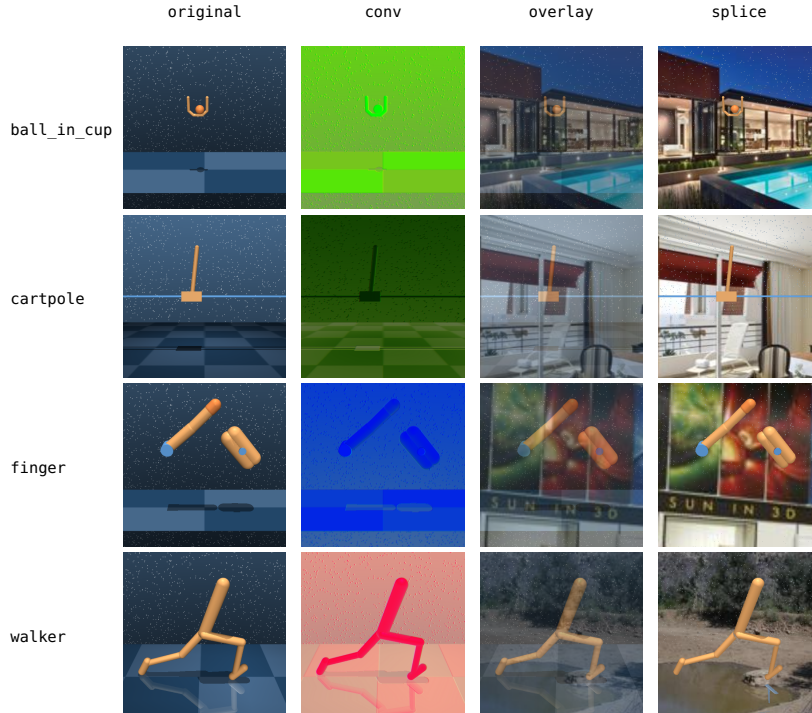 original conv overlay splice
ball_in_cup
cartpole
finger
SUN IN 3D SUN IN 3D
walker